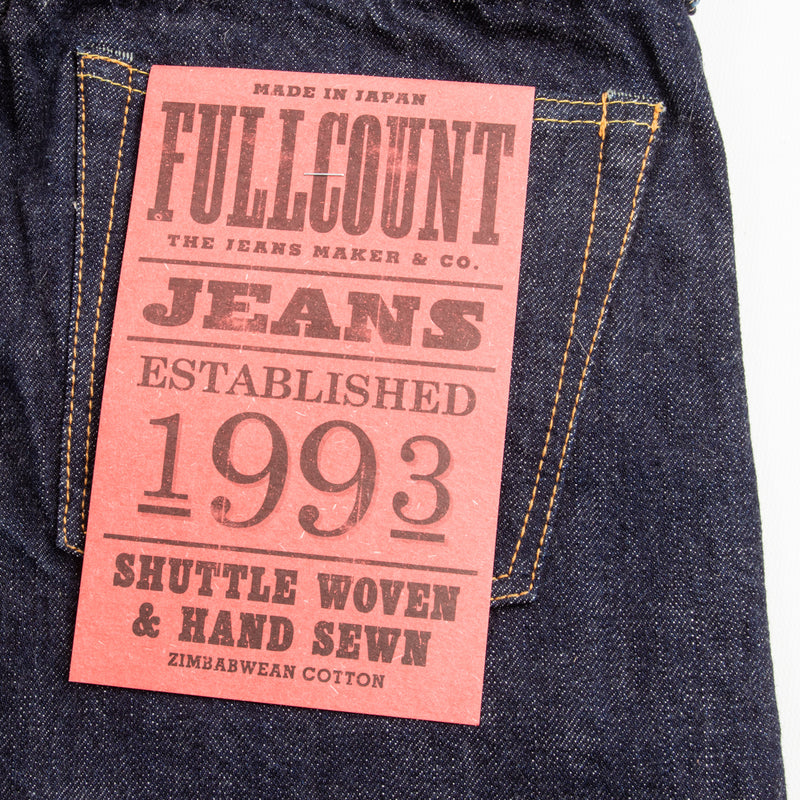 MADE IN JAPAN
FULLCOUNT
THE JEANS MAKER & CO.
JEANS
ESTABLISHED
1993
SHUTTLE WOVEN
& HAND SEWN
ZIMBABWEAN COTTON